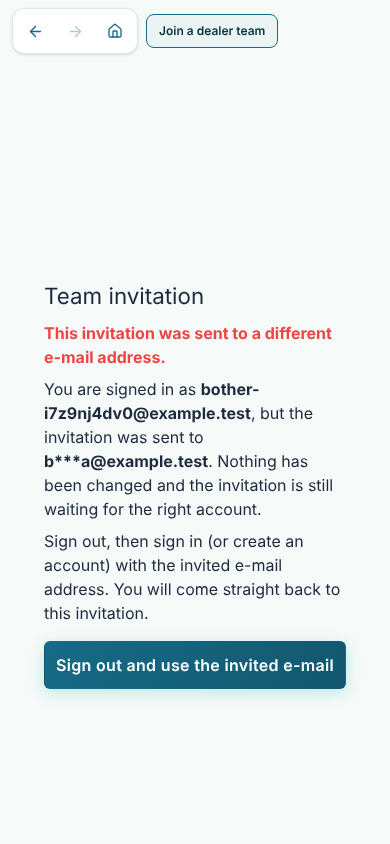 Join a dealer team
Team invitation
This invitation was sent to a different
e-mail address.
You are signed in as bother-
i7z9nj4dv0@example.test, but the
invitation was sent to
b***a@example.test. Nothing has
been changed and the invitation is still
waiting for the right account.
Sign out, then sign in (or create an
account) with the invited e-mail
address. You will come straight back to
this invitation.
Sign out and use the invited e-mail